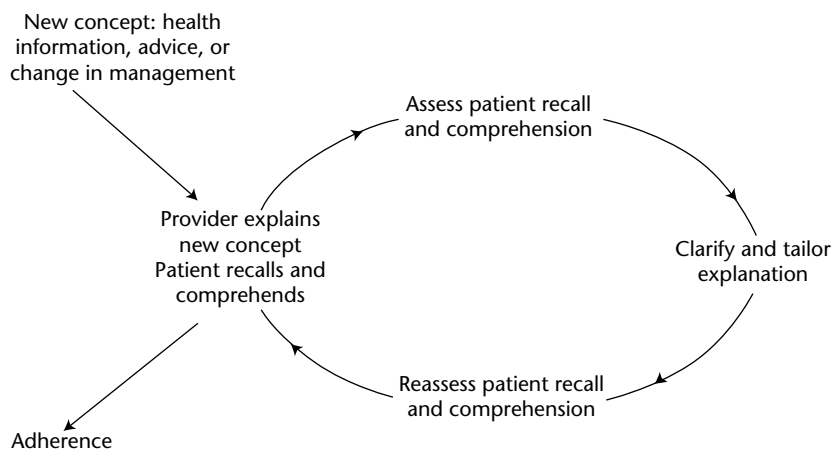 New concept: health
information, advice, or
change in management
Assess patient recall
and comprehension
Provider explains
new concept
Patient recalls and
comprehends
Clarify and tailor
explanation
Reassess patient recall
and comprehension
Adherence